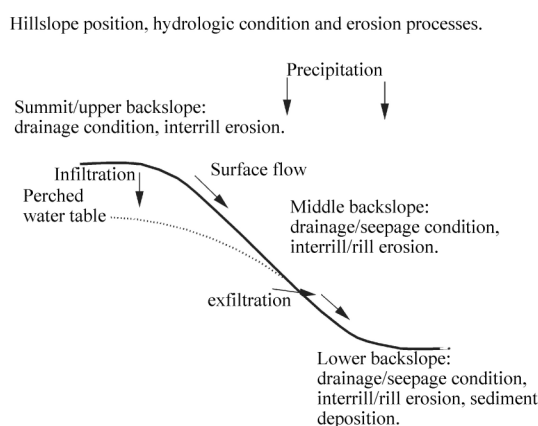 Hillslope position, hydrologic condition and erosion processes.
Precipitation
Summit/upper backslope:
drainage condition, interrill erosion.
Infiltration
Surface flow
Perched
water table
Middle backslope:
drainage/seepage condition,
interrill/rill erosion.
exfiltration
Lower backslope:
drainage/seepage condition,
interrill/rill erosion, sediment
deposition.